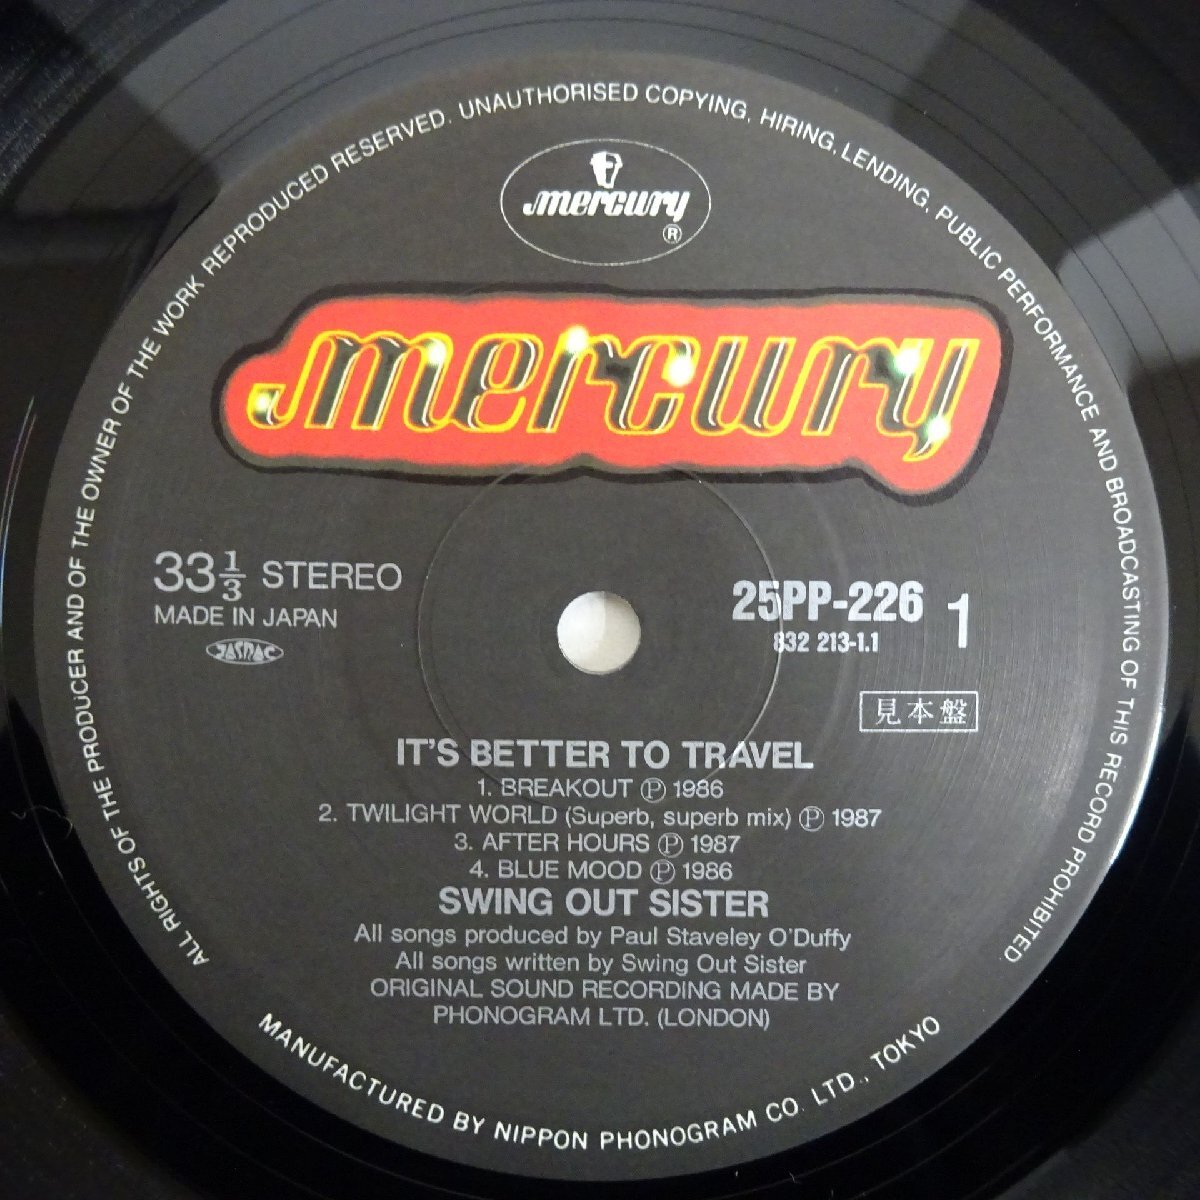 ALL RIGHTS OF THE PRODUCER AND OF THE OWNER OF THE WORK REPRODUCED RESERVED. UNAUTHORISED COPYING, HIRING, LENDING, PUBLIC PERFORMANCE AND BROADCASTING OF THIS RECORD PROHIBITED
mercury
®
mercury
33 1/3 STEREO
MADE IN JAPAN
JASRAC
25PP-226 1
832 213-1.1
見本盤
IT'S BETTER TO TRAVEL
1. BREAKOUT Ⓟ 1986
2. TWILIGHT WORLD (Superb, superb mix) Ⓟ 1987
3. AFTER HOURS Ⓟ 1987
4. BLUE MOOD Ⓟ 1986
SWING OUT SISTER
All songs produced by Paul Staveley O'Duffy
All songs written by Swing Out Sister
ORIGINAL SOUND RECORDING MADE BY
PHONOGRAM LTD. (LONDON)
MANUFACTURED BY NIPPON PHONOGRAM CO. LTD., TOKYO